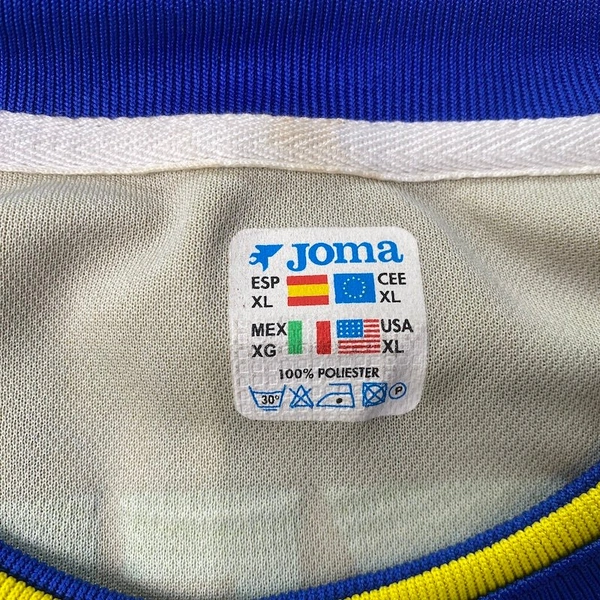 JOMA
ESP CEE
XL XL
MEX USA
XG XL
100% POLIESTER
30° P